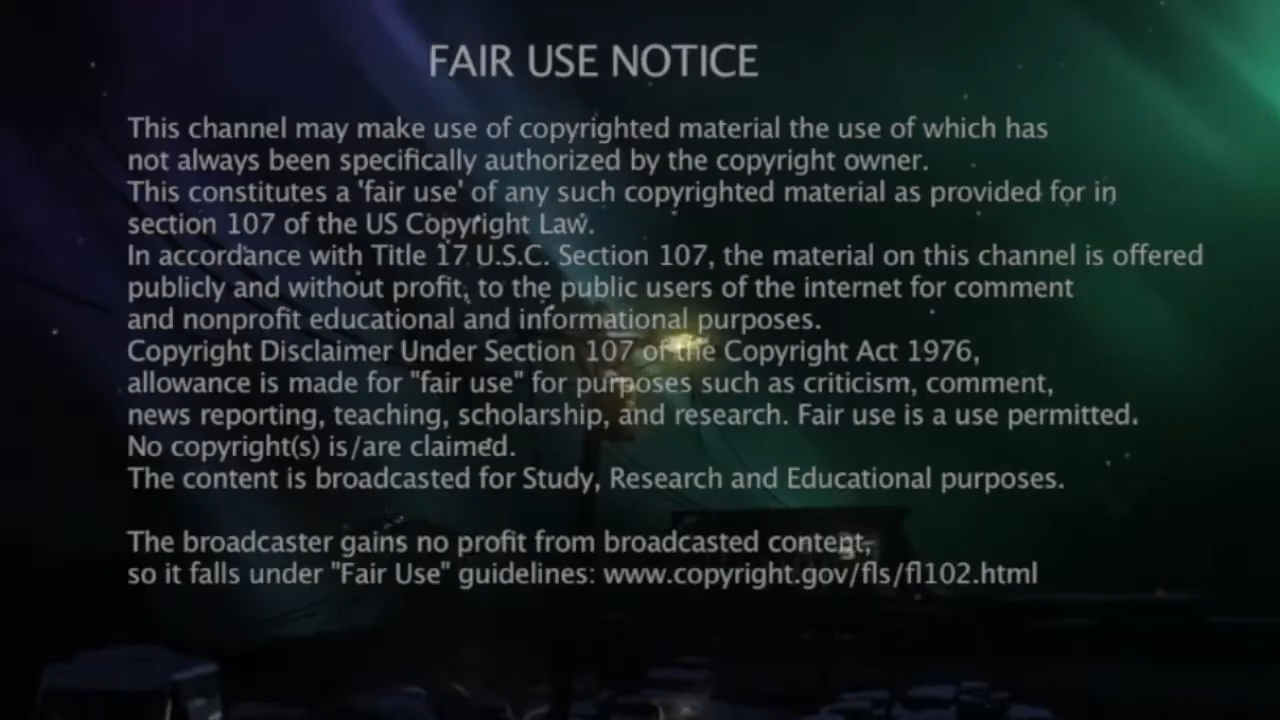 FAIR USE NOTICE
This channel may make use of copyrighted material the use of which has
not always been specifically authorized by the copyright owner.
This constitutes a 'fair use' of any such copyrighted material as provided for in
section 107 of the US Copyright Law.
In accordance with Title 17 U.S.C. Section 107, the material on this channel is offered
publicly and without profit, to the public users of the internet for comment
and nonprofit educational and informational purposes.
Copyright Disclaimer Under Section 107 of the Copyright Act 1976,
allowance is made for "fair use" for purposes such as criticism, comment,
news reporting, teaching, scholarship, and research. Fair use is a use permitted.
No copyright(s) is/are claimed.
The content is broadcasted for Study, Research and Educational purposes.
The broadcaster gains no profit from broadcasted content,
so it falls under "Fair Use" guidelines: www.copyright.gov/fls/fl102.html